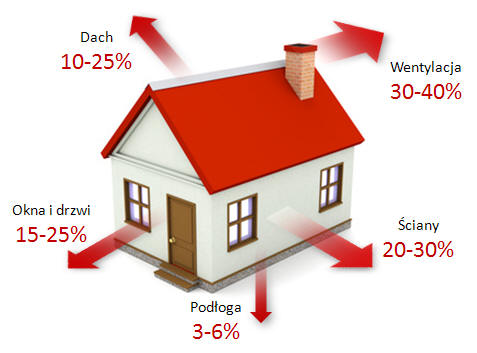 Dach
10-25%
Wentylacja
30-40%
Okna i drzwi
15-25%
Ściany
20-30%
Podłoga
3-6%